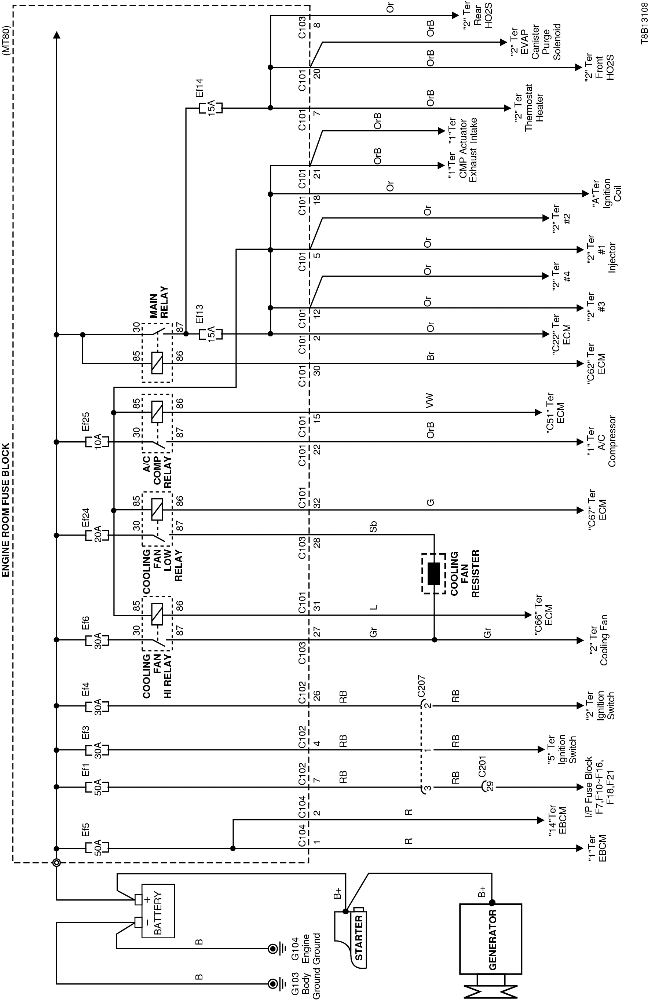 ENGINE ROOM FUSE BLOCK
(MT80)
T8B13108
BATTERY
−
+
B
B
G103
Body
Ground
G104
Engine
Ground
STARTER
B+
GENERATOR
B+
Ef5
50A
Ef1
50A
Ef3
30A
Ef4
30A
Ef6
30A
Ef24
20A
Ef25
10A
Ef13
15A
Ef14
15A
COOLING
FAN
HI RELAY
30
85
87
86
COOLING
FAN
LOW
RELAY
30
85
87
86
A/C
COMP
RELAY
30
85
87
86
MAIN
RELAY
85
30
86
87
C104
1
R
"1"Ter
EBCM
C104
2
R
"14"Ter
EBCM
C102
7
RB
3
RB
C201
29
I/P Fuse Block
F7,F10~F16,
F18,F21
C102
4
RB
1
RB
"5" Ter
Ignition
Switch
C102
26
RB
C207
2
RB
"2" Ter
Ignition
Switch
C103
27
Gr
Gr
"2" Ter
Cooling Fan
C101
31
L
"C66" Ter
ECM
COOLING
FAN
RESISTER
C103
28
Sb
C101
32
G
"C67" Ter
ECM
C101
22
OrB
"1" Ter
A/C
Compressor
C101
15
VW
"C51" Ter
ECM
C101
30
Br
"C62" Ter
ECM
C101
2
Or
"C22" Ter
ECM
C101
12
Or
"2" Ter
#3
Or
"2" Ter
#4
C101
5
Or
"2" Ter
#1
Injector
Or
"2" Ter
#2
C101
18
Or
"A"Ter
Ignition
Coil
C101
21
OrB
"1"Ter
CMP Actuator
Exhaust
OrB
"1"Ter
Intake
C101
7
OrB
"2" Ter
Thermostat
Heater
C101
20
OrB
"2" Ter
Front
HO2S
OrB
"2" Ter
EVAP
Canister
Purge
Solenoid
C103
8
Or
"2" Ter
Rear
HO2S